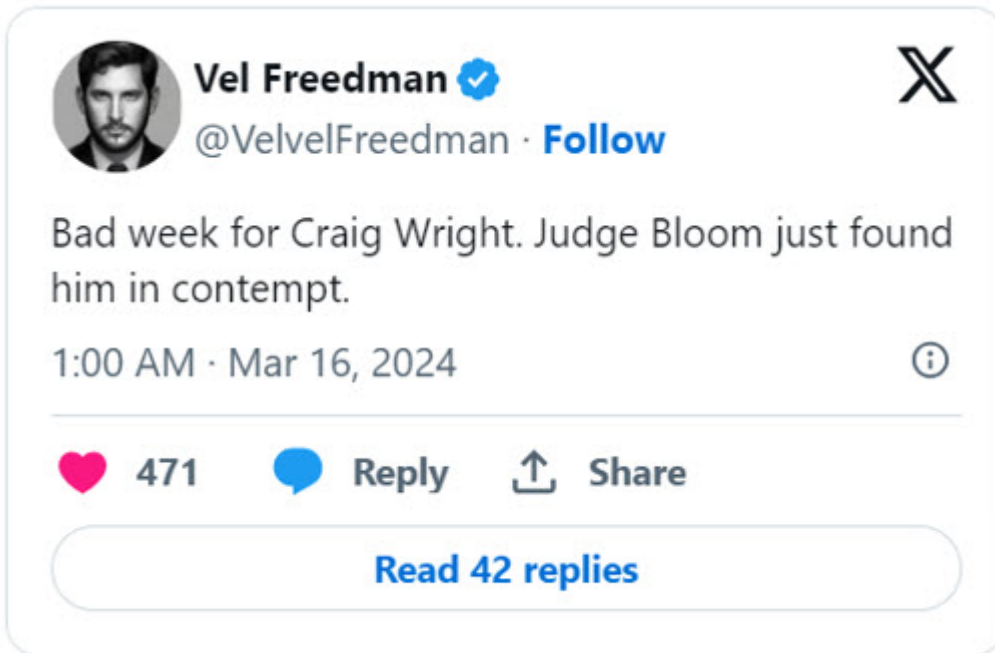 Vel Freedman
@VelvelFreedman · Follow
Bad week for Craig Wright. Judge Bloom just found
him in contempt.
1:00 AM · Mar 16, 2024
471 Reply Share
Read 42 replies